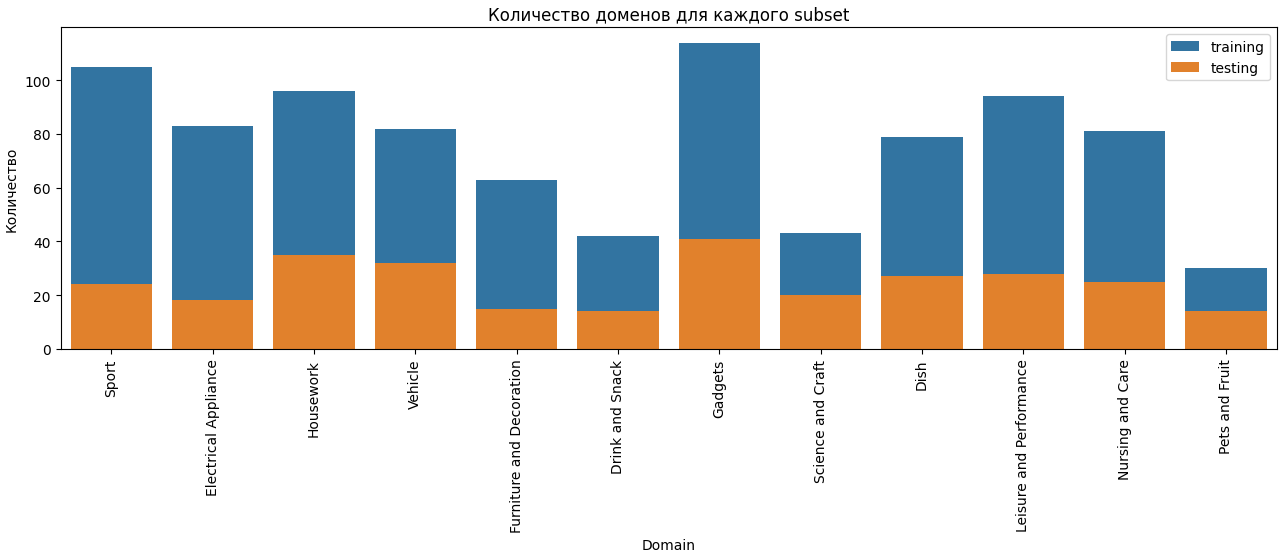 Количество доменов для каждого subset
training
testing
Количество
100
80
60
40
20
0
Sport
Electrical Appliance
Housework
Vehicle
Furniture and Decoration
Drink and Snack
Gadgets
Science and Craft
Dish
Leisure and Performance
Nursing and Care
Pets and Fruit
Domain